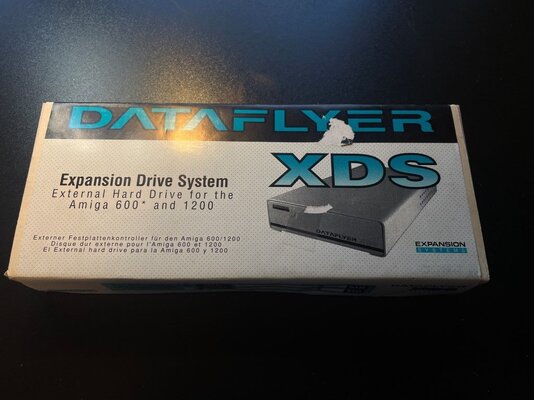 DATAFLYER
XDS
Expansion Drive System
External Hard Drive for the
Amiga 600* and 1200
Externer Festplattenkontroller für den Amiga 600/1200
Disque dur externe pour l'Amiga 600 et 1200
El External hard drive para la Amiga 600 y 1200
DATAFLYER
EXPANSION
SYSTEMS